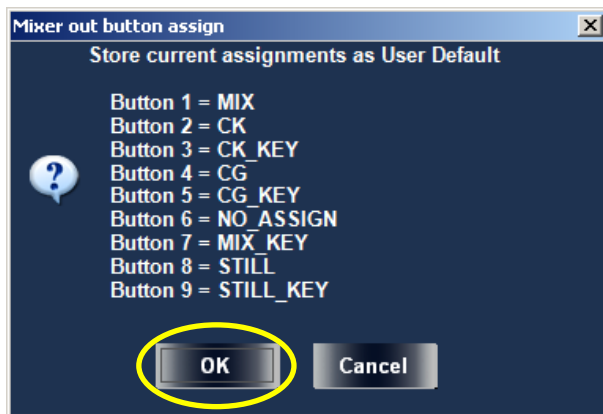 Mixer out button assign
Store current assignments as User Default
Button 1 = MIX
Button 2 = CK
Button 3 = CK_KEY
Button 4 = CG
Button 5 = CG_KEY
Button 6 = NO_ASSIGN
Button 7 = MIX_KEY
Button 8 = STILL
Button 9 = STILL_KEY
OK Cancel